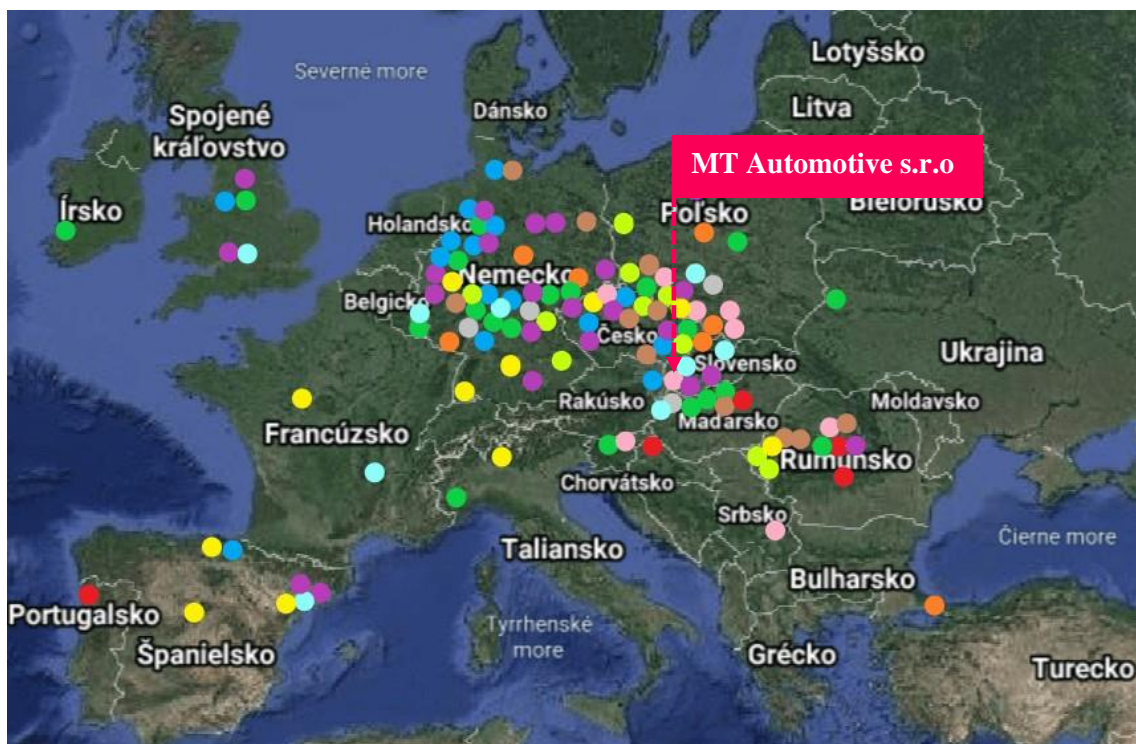 Severné more
Lotyšsko
Dánsko
Litva
Spojené
kráľovstvo
MT Automotive s.r.o
Írsko
Poľsko
Bielorusko
Holandsko
Nemecko
Belgicko
Česko
Ukrajina
Slovensko
Rakúsko
Moldavsko
Maďarsko
Francúzsko
Rumunsko
Chorvátsko
Srbsko
Čierne more
Taliansko
Bulharsko
Portugalsko
Tyrrhenské
more
Španielsko
Grécko
Turecko